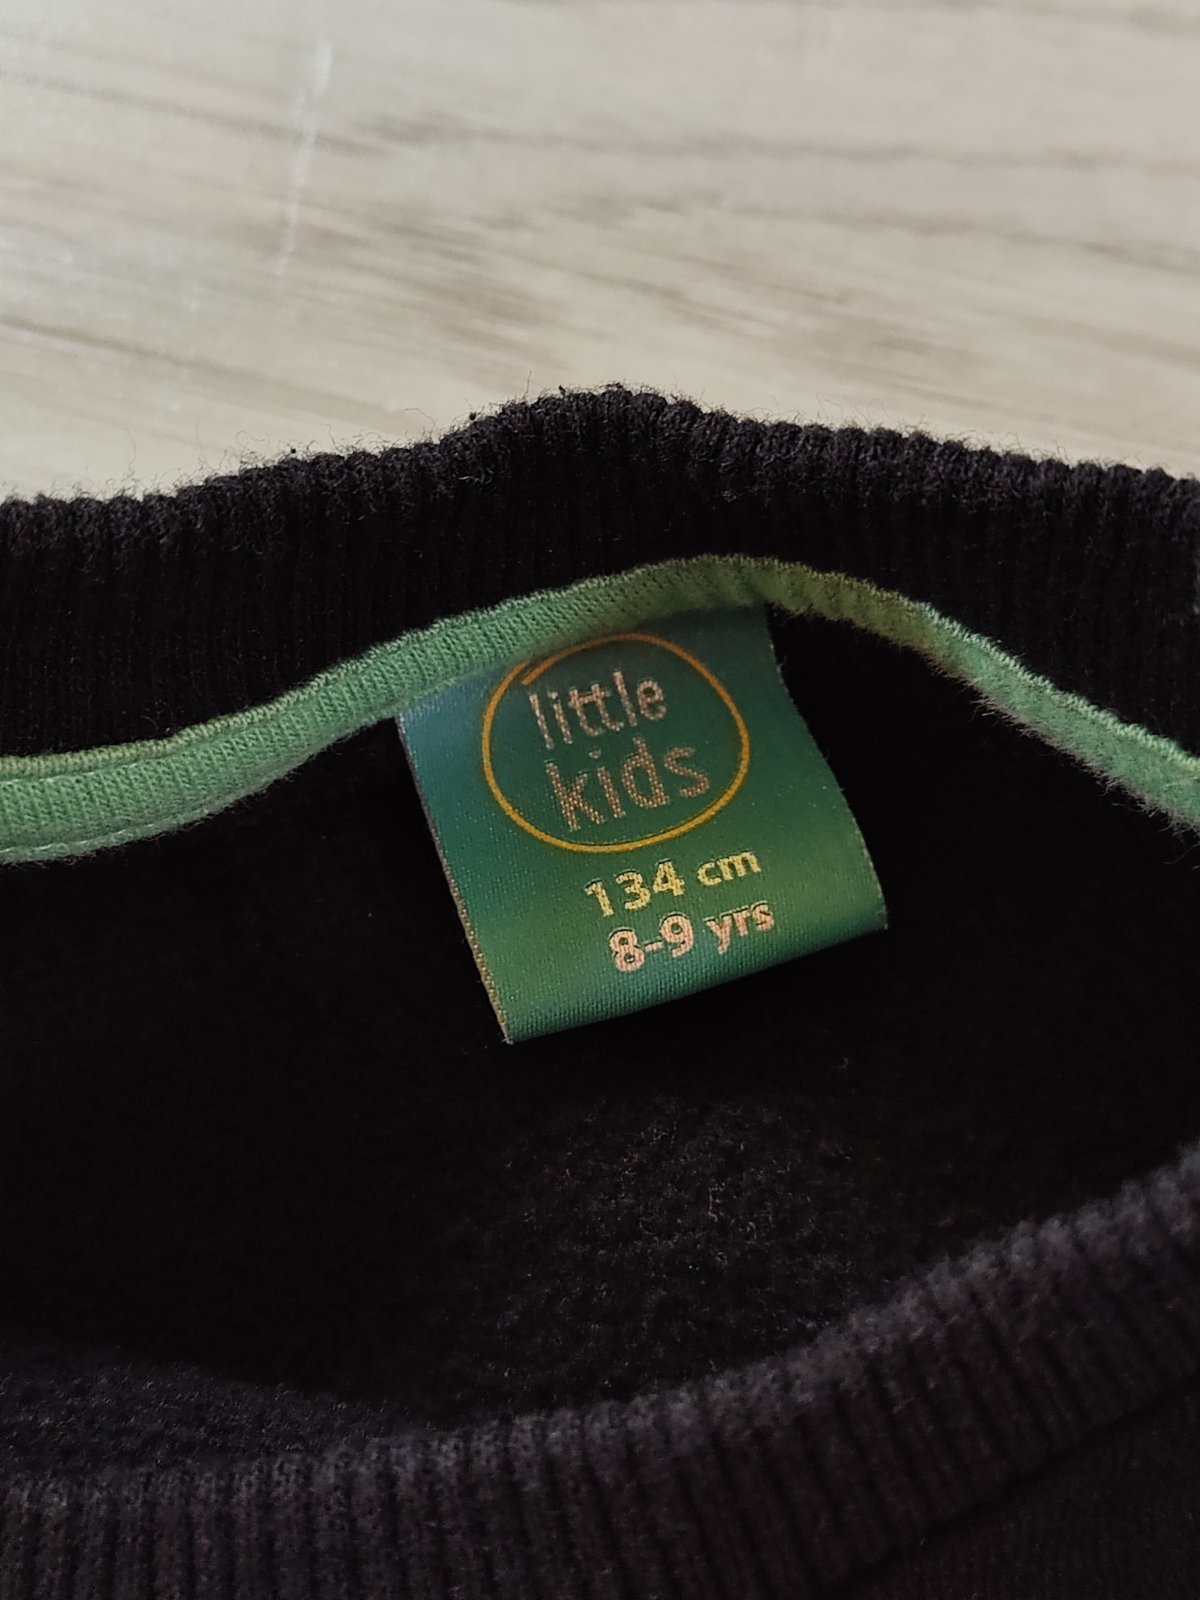 little
kids
134 cm
8-9 yrs